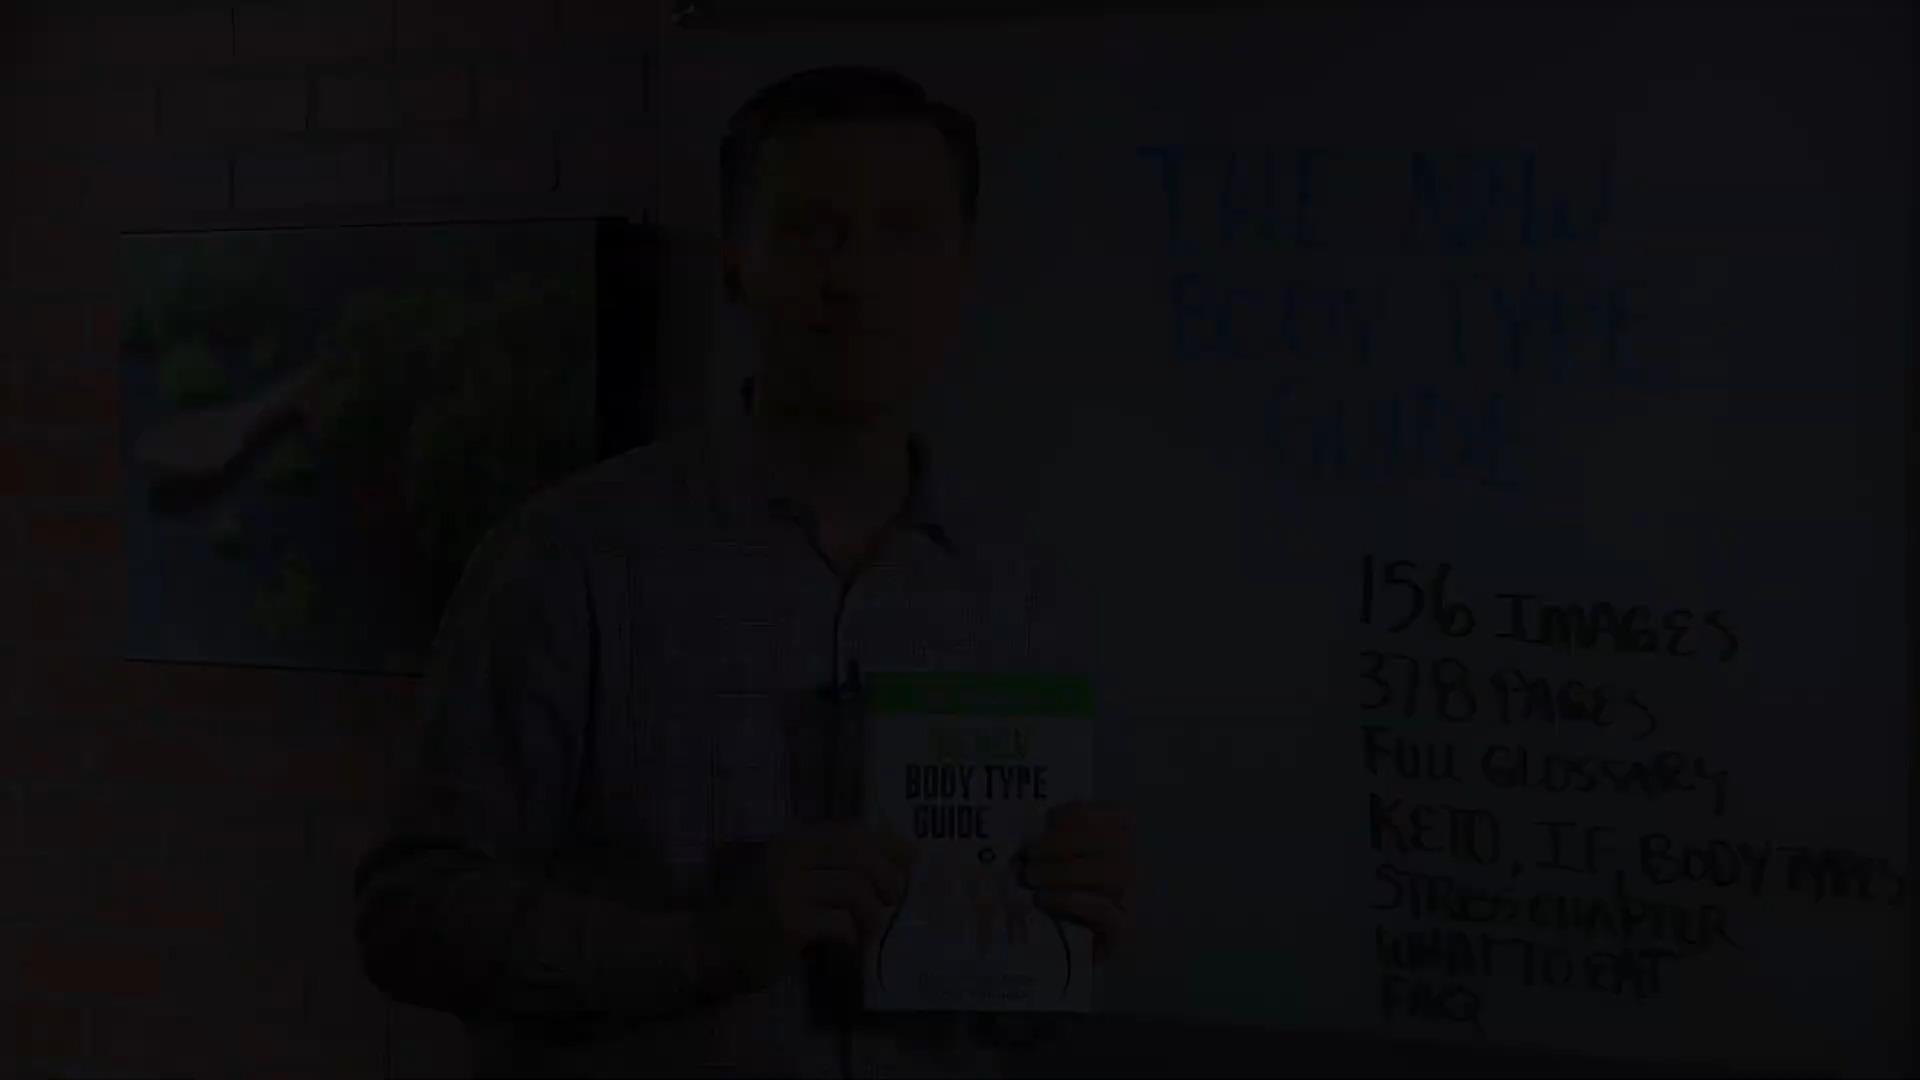 THE NEW
BODY TYPE
GUIDE
156 IMAGES
378 PAGES
FULL GLOSSARY
KETO, IF, BODY TYPES
STRESS CHAPTER
WHAT TO EAT
FAQ
BODY TYPE
GUIDE